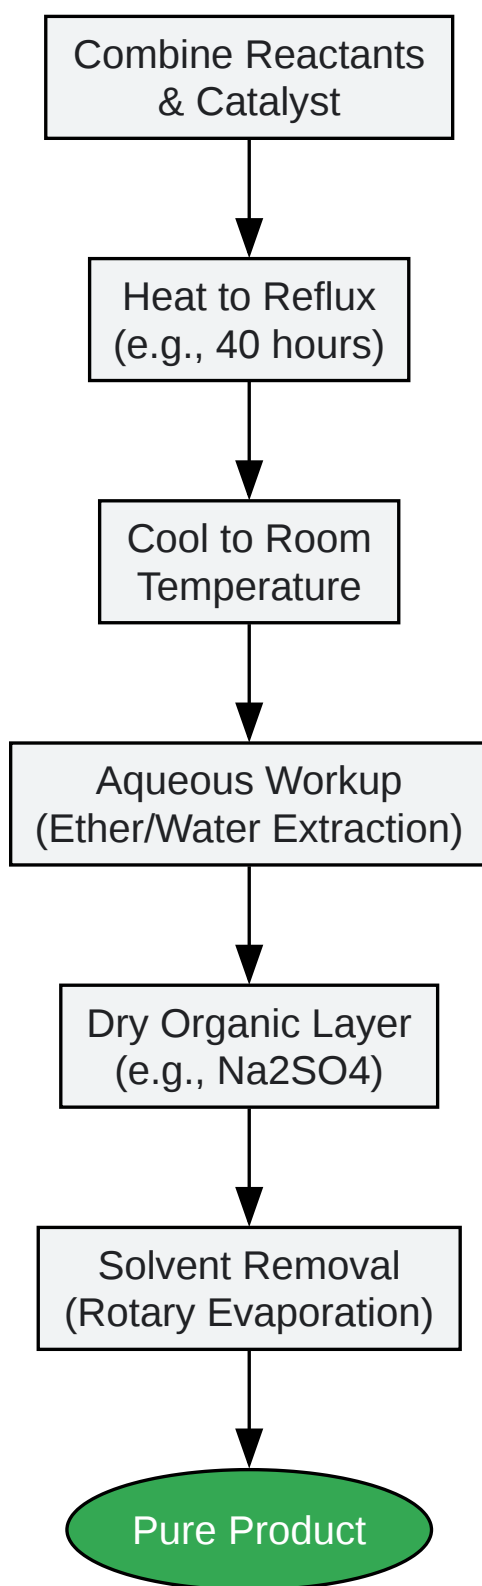 Combine Reactants
& Catalyst
Heat to Reflux
(e.g., 40 hours)
Cool to Room
Temperature
Aqueous Workup
(Ether/Water Extraction)
Dry Organic Layer
(e.g., Na2SO4)
Solvent Removal
(Rotary Evaporation)
Pure Product